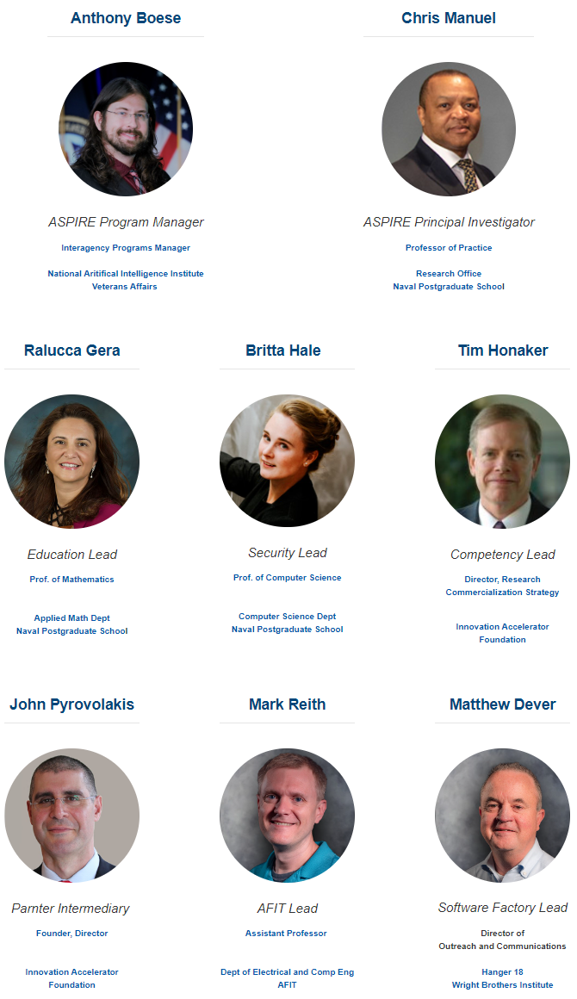 Anthony Boese
Chris Manuel
ASPIRE Program Manager
ASPIRE Principal Investigator
Interagency Programs Manager
Professor of Practice
National Aritifical Intelligence Institute
Veterans Affairs
Research Office
Naval Postgraduate School
Ralucca Gera
Britta Hale
Tim Honaker
Education Lead
Security Lead
Competency Lead
Prof. of Mathematics
Prof. of Computer Science
Director, Research
Commercialization Strategy
Applied Math Dept
Naval Postgraduate School
Computer Science Dept
Naval Postgraduate School
Innovation Accelerator
Foundation
John Pyrovolakis
Mark Reith
Matthew Dever
Parnter Intermediary
AFIT Lead
Software Factory Lead
Founder, Director
Assistant Professor
Director of
Outreach and Communications
Innovation Accelerator
Foundation
Dept of Electrical and Comp Eng
AFIT
Hanger 18
Wright Brothers Institute